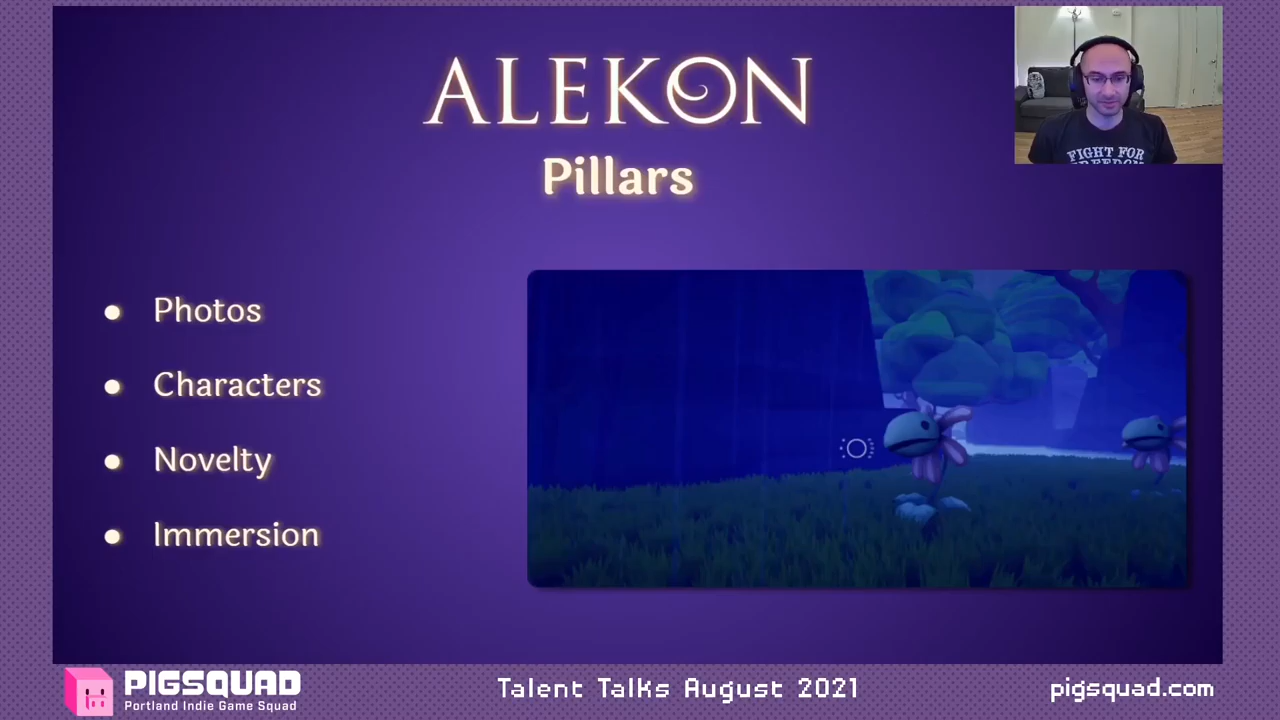 ALEKON
Pillars
FIGHT FOR
FREEDOM
• Photos
• Characters
• Novelty
• Immersion
PIGSQUAD
Portland Indie Game Squad
Talent Talks August 2021
pigsquad.com